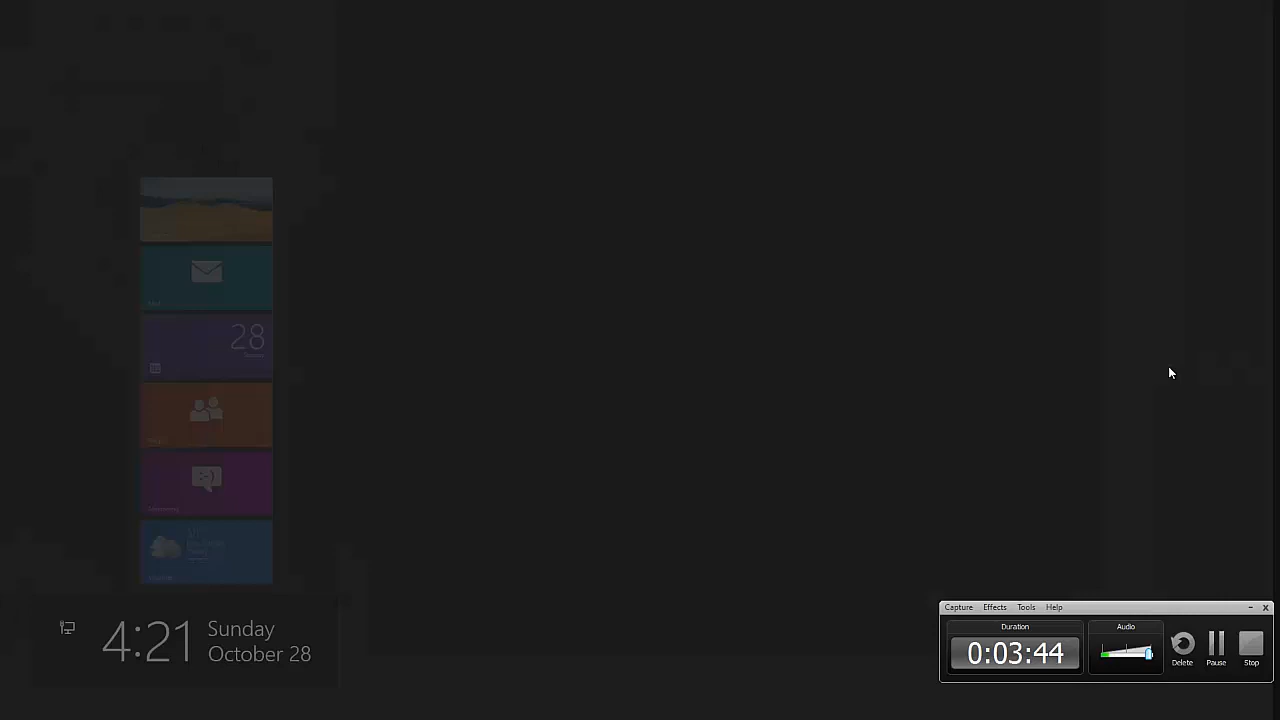 28
4:21
Sunday
October 28
Capture Effects Tools Help
Duration
Audio
0:03:44
Delete Pause Stop